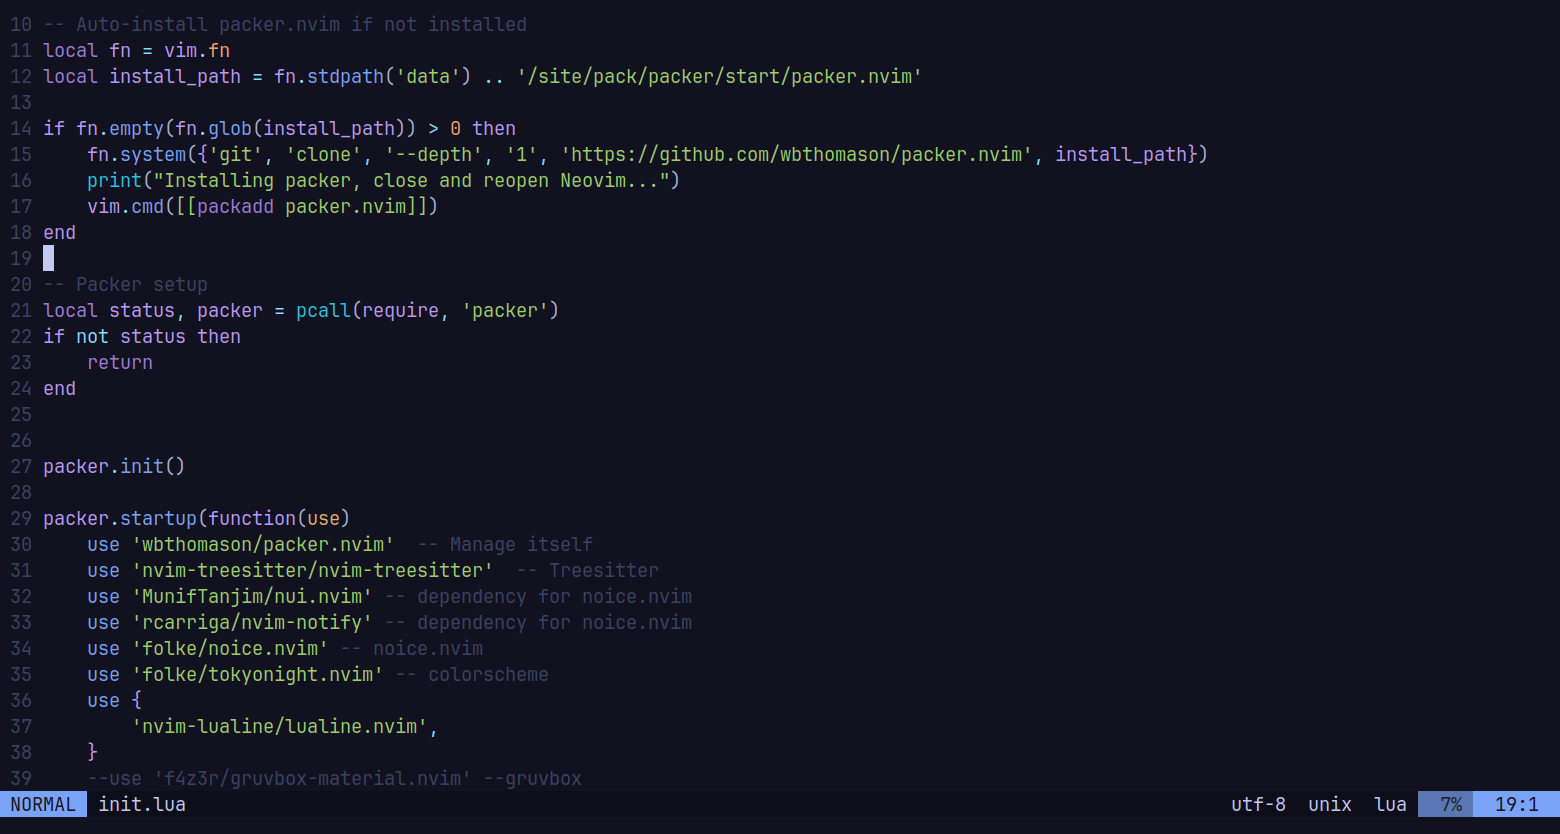 10 -- Auto-install packer.nvim if not installed
11 local fn = vim.fn
12 local install_path = fn.stdpath('data') .. '/site/pack/packer/start/packer.nvim'
13
14 if fn.empty(fn.glob(install_path)) > 0 then
15     fn.system({'git', 'clone', '--depth', '1', 'https://github.com/wbthomason/packer.nvim', install_path})
16     print("Installing packer, close and reopen Neovim...")
17     vim.cmd([[packadd packer.nvim]])
18 end
19
20 -- Packer setup
21 local status, packer = pcall(require, 'packer')
22 if not status then
23     return
24 end
25
26
27 packer.init()
28
29 packer.startup(function(use)
30     use 'wbthomason/packer.nvim'  -- Manage itself
31     use 'nvim-treesitter/nvim-treesitter'  -- Treesitter
32     use 'MunifTanjim/nui.nvim' -- dependency for noice.nvim
33     use 'rcarriga/nvim-notify' -- dependency for noice.nvim
34     use 'folke/noice.nvim' -- noice.nvim
35     use 'folke/tokyonight.nvim' -- colorscheme
36     use {
37         'nvim-lualine/lualine.nvim',
38     }
39     --use 'f4z3r/gruvbox-material.nvim' --gruvbox
NORMAL init.lua utf-8 unix lua 7% 19:1